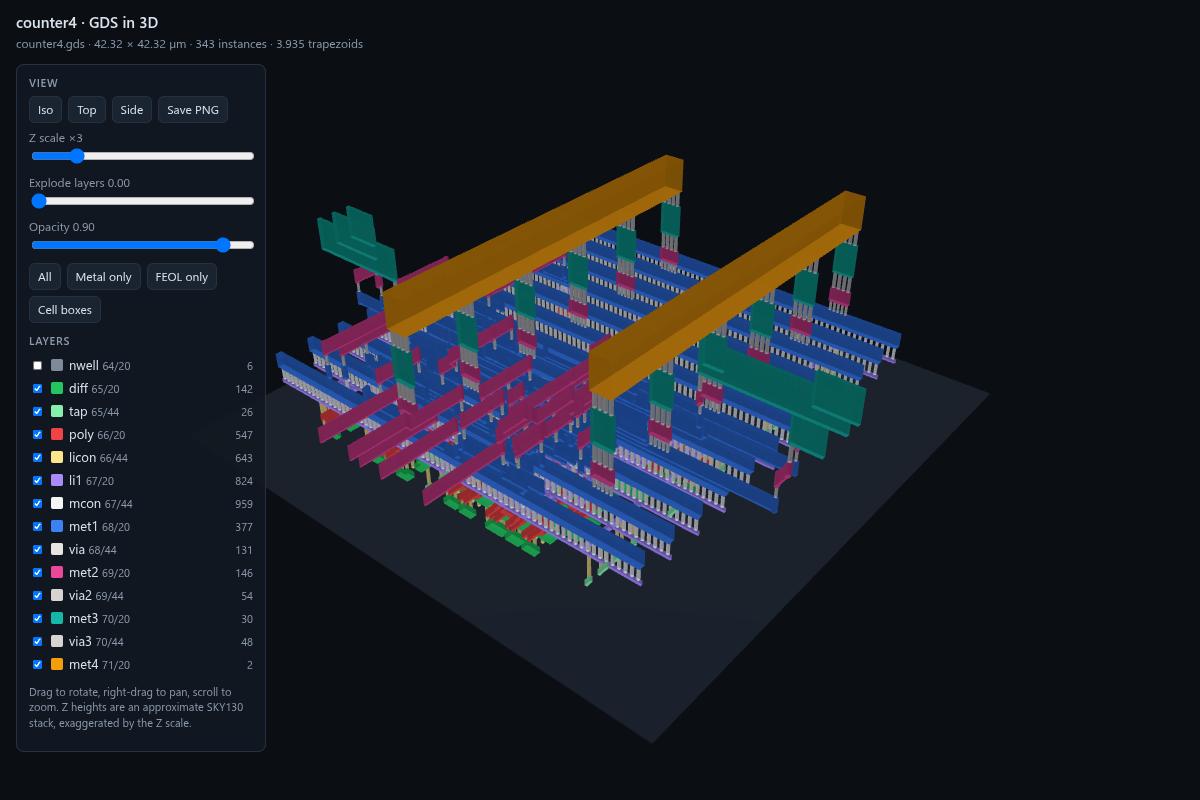 counter4 · GDS in 3D
counter4.gds · 42.32 × 42.32 µm · 343 instances · 3.935 trapezoids
VIEW
Iso Top Side Save PNG
Z scale ×3
Explode layers 0.00
Opacity 0.90
All Metal only FEOL only
Cell boxes
LAYERS
nwell 64/20 6
diff 65/20 142
tap 65/44 26
poly 66/20 547
licon 66/44 643
li1 67/20 824
mcon 67/44 959
met1 68/20 377
via 68/44 131
met2 69/20 146
via2 69/44 54
met3 70/20 30
via3 70/44 48
met4 71/20 2
Drag to rotate, right-drag to pan, scroll to
zoom. Z heights are an approximate SKY130
stack, exaggerated by the Z scale.